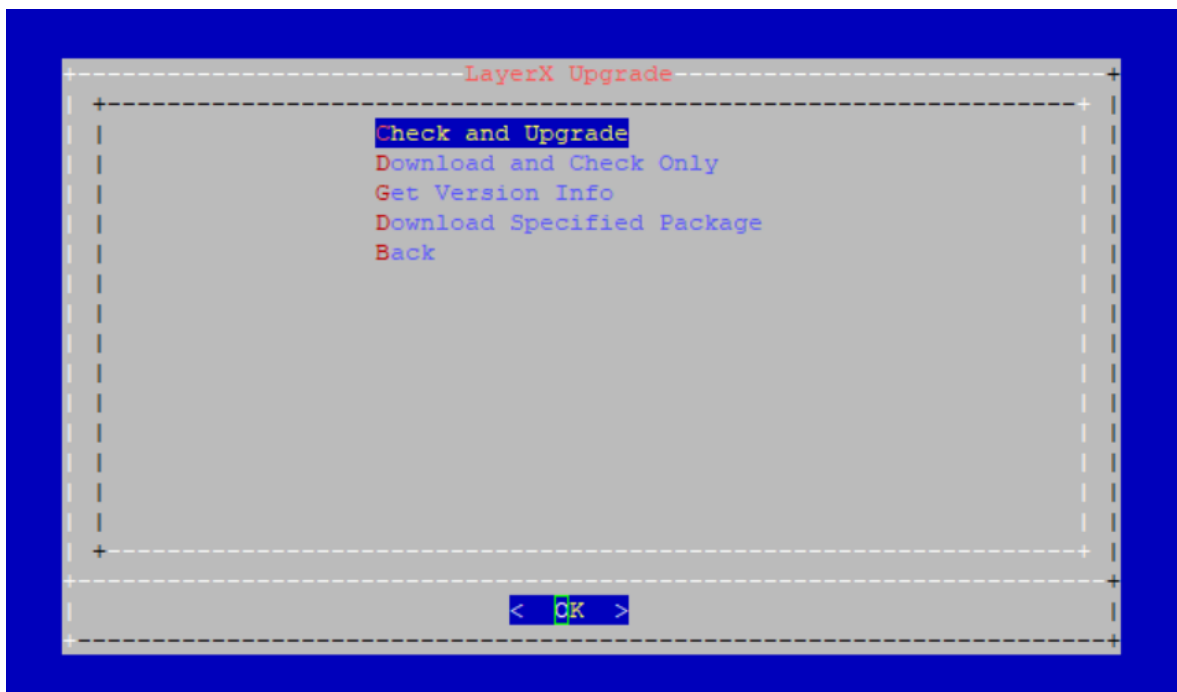 LayerX Upgrade
Check and Upgrade
Download and Check Only
Get Version Info
Download Specified Package
Back
< OK >